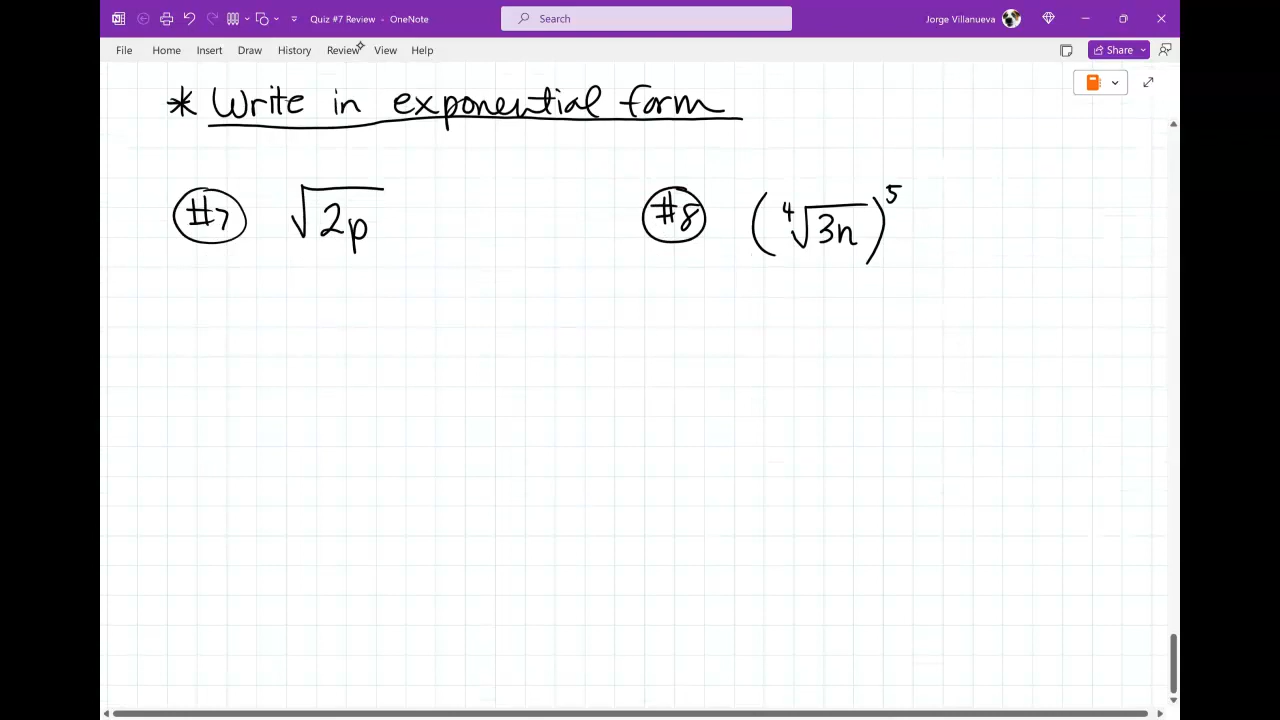 Quiz #7 Review - OneNote
Search
Jorge Villanueva
File Home Insert Draw History Review View Help
Share
* Write in exponential form
#7 √2p
#8 (⁴√3n)⁵